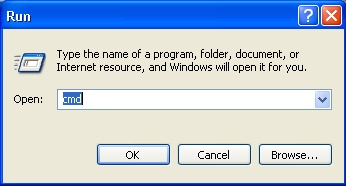 Run
Type the name of a program, folder, document, or
Internet resource, and Windows will open it for you.
Open: cmd
OK Cancel Browse...